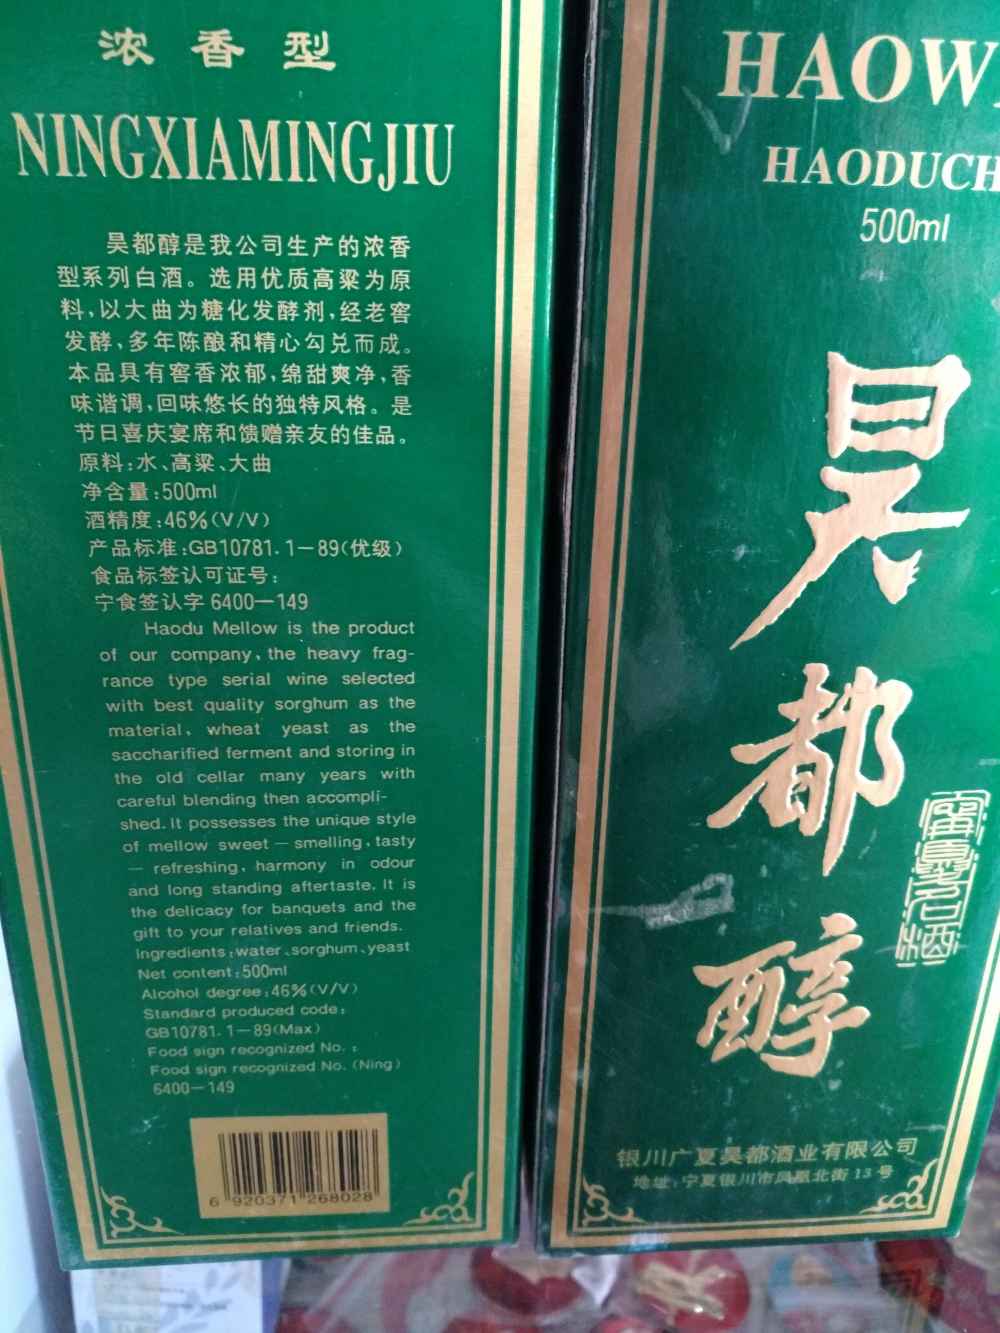 浓香型
NINGXIAMINGJIU
昊都醇是我公司生产的浓香
型系列白酒。选用优质高粱为原
料,以大曲为糖化发酵剂,经老窖
发酵,多年陈酿和精心勾兑而成。
本品具有窖香浓郁,绵甜爽净,香
味谐调,回味悠长的独特风格。是
节日喜庆宴席和馈赠亲友的佳品。
原料:水、高粱、大曲
净含量:500ml
酒精度:46%(V/V)
产品标准:GB10781.1-89(优级)
食品标签认可证号:
宁食签认字 6400-149
Haodu Mellow is the product
of our company, the heavy frag-
rance type serial wine selected
with best quality sorghum as the
material, wheat yeast as the
saccharified ferment and storing in
the old cellar many years with
careful blending then accompli-
shed. It possesses the unique style
of mellow sweet - smelling, tasty
- refreshing, harmony in odour
and long standing aftertaste. It is
the delicacy for banquets and the
gift to your relatives and friends.
Ingredients:water、sorghum、yeast
Net content:500ml
Alcohol degree:46%(V/V)
Standard produced code:
GB10781.1-89(Max)
Food sign recognized No.:
Food sign recognized No.(Ning)
6400-149
6 920371 268028
HAOW
HAODUCH
500ml
昊都醇
寧夏名酒
银川广夏昊都酒业有限公司
地址:宁夏银川市凤凰北街 13 号